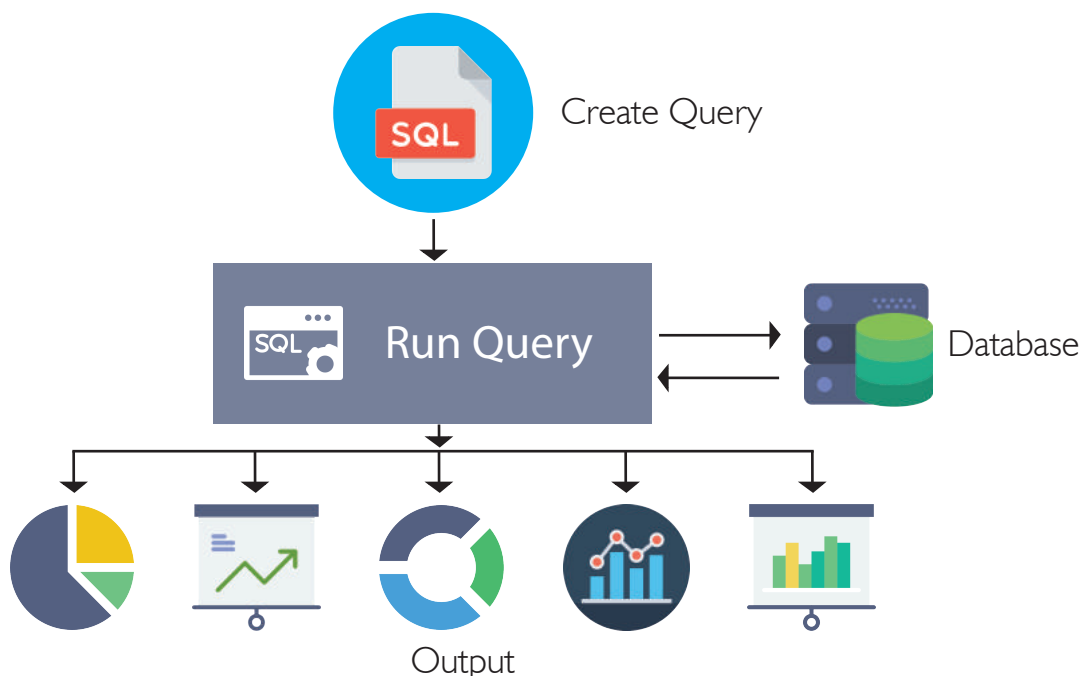 SQL
Create Query
SQL
Run Query
Database
Output